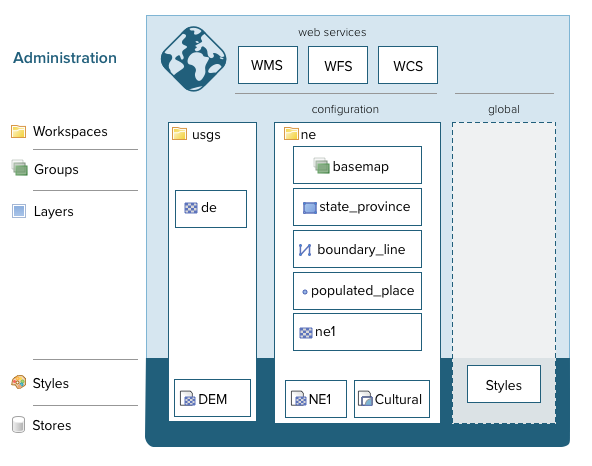 Administration
web services
WMS
WFS
WCS
configuration
global
Workspaces
usgs
ne
Groups
basemap
Layers
de
state_province
boundary_line
populated_place
ne1
Styles
Styles
Stores
DEM
NE1
Cultural